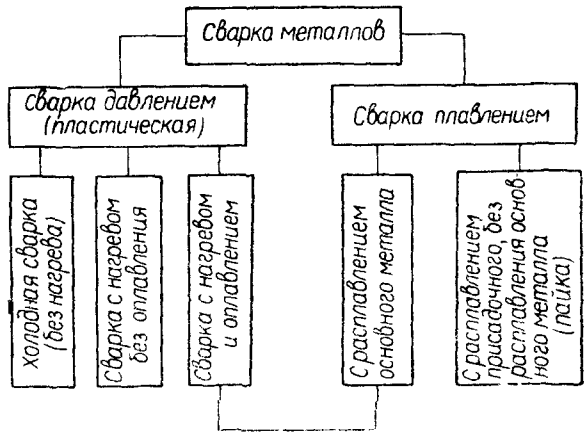 Сварка металлов
Сварка давлением
(пластическая)
Сварка плавлением
Холодная сварка
(без нагрева)
Сварка с нагревом
без оплавления
Сварка с нагревом
и оплавлением
С расплавлением
основного металла
С расплавлением
присадочного, без
расплавления основ-
ного металла
(пайка)